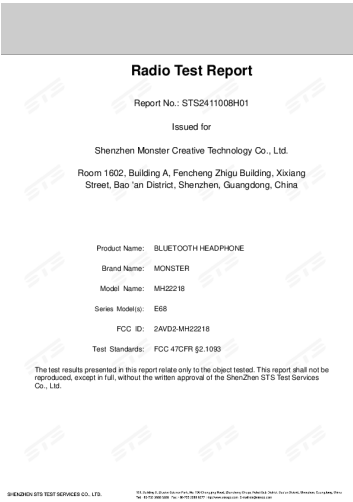 Radio Test Report
Report No.: STS2411008H01
Issued for
Shenzhen Monster Creative Technology Co., Ltd.
Room 1602, Building A, Fencheng Zhigu Building, Xixiang
Street, Bao 'an District, Shenzhen, Guangdong, China
Product Name: BLUETOOTH HEADPHONE
Brand Name: MONSTER
Model Name: MH22218
Series Model(s): E68
FCC ID: 2AVD2-MH22218
Test Standards: FCC 47CFR §2.1093
The test results presented in this report relate only to the object tested. This report shall not be
reproduced, except in full, without the written approval of the ShenZhen STS Test Services
Co., Ltd.
SHENZHEN STS TEST SERVICES CO., LTD.